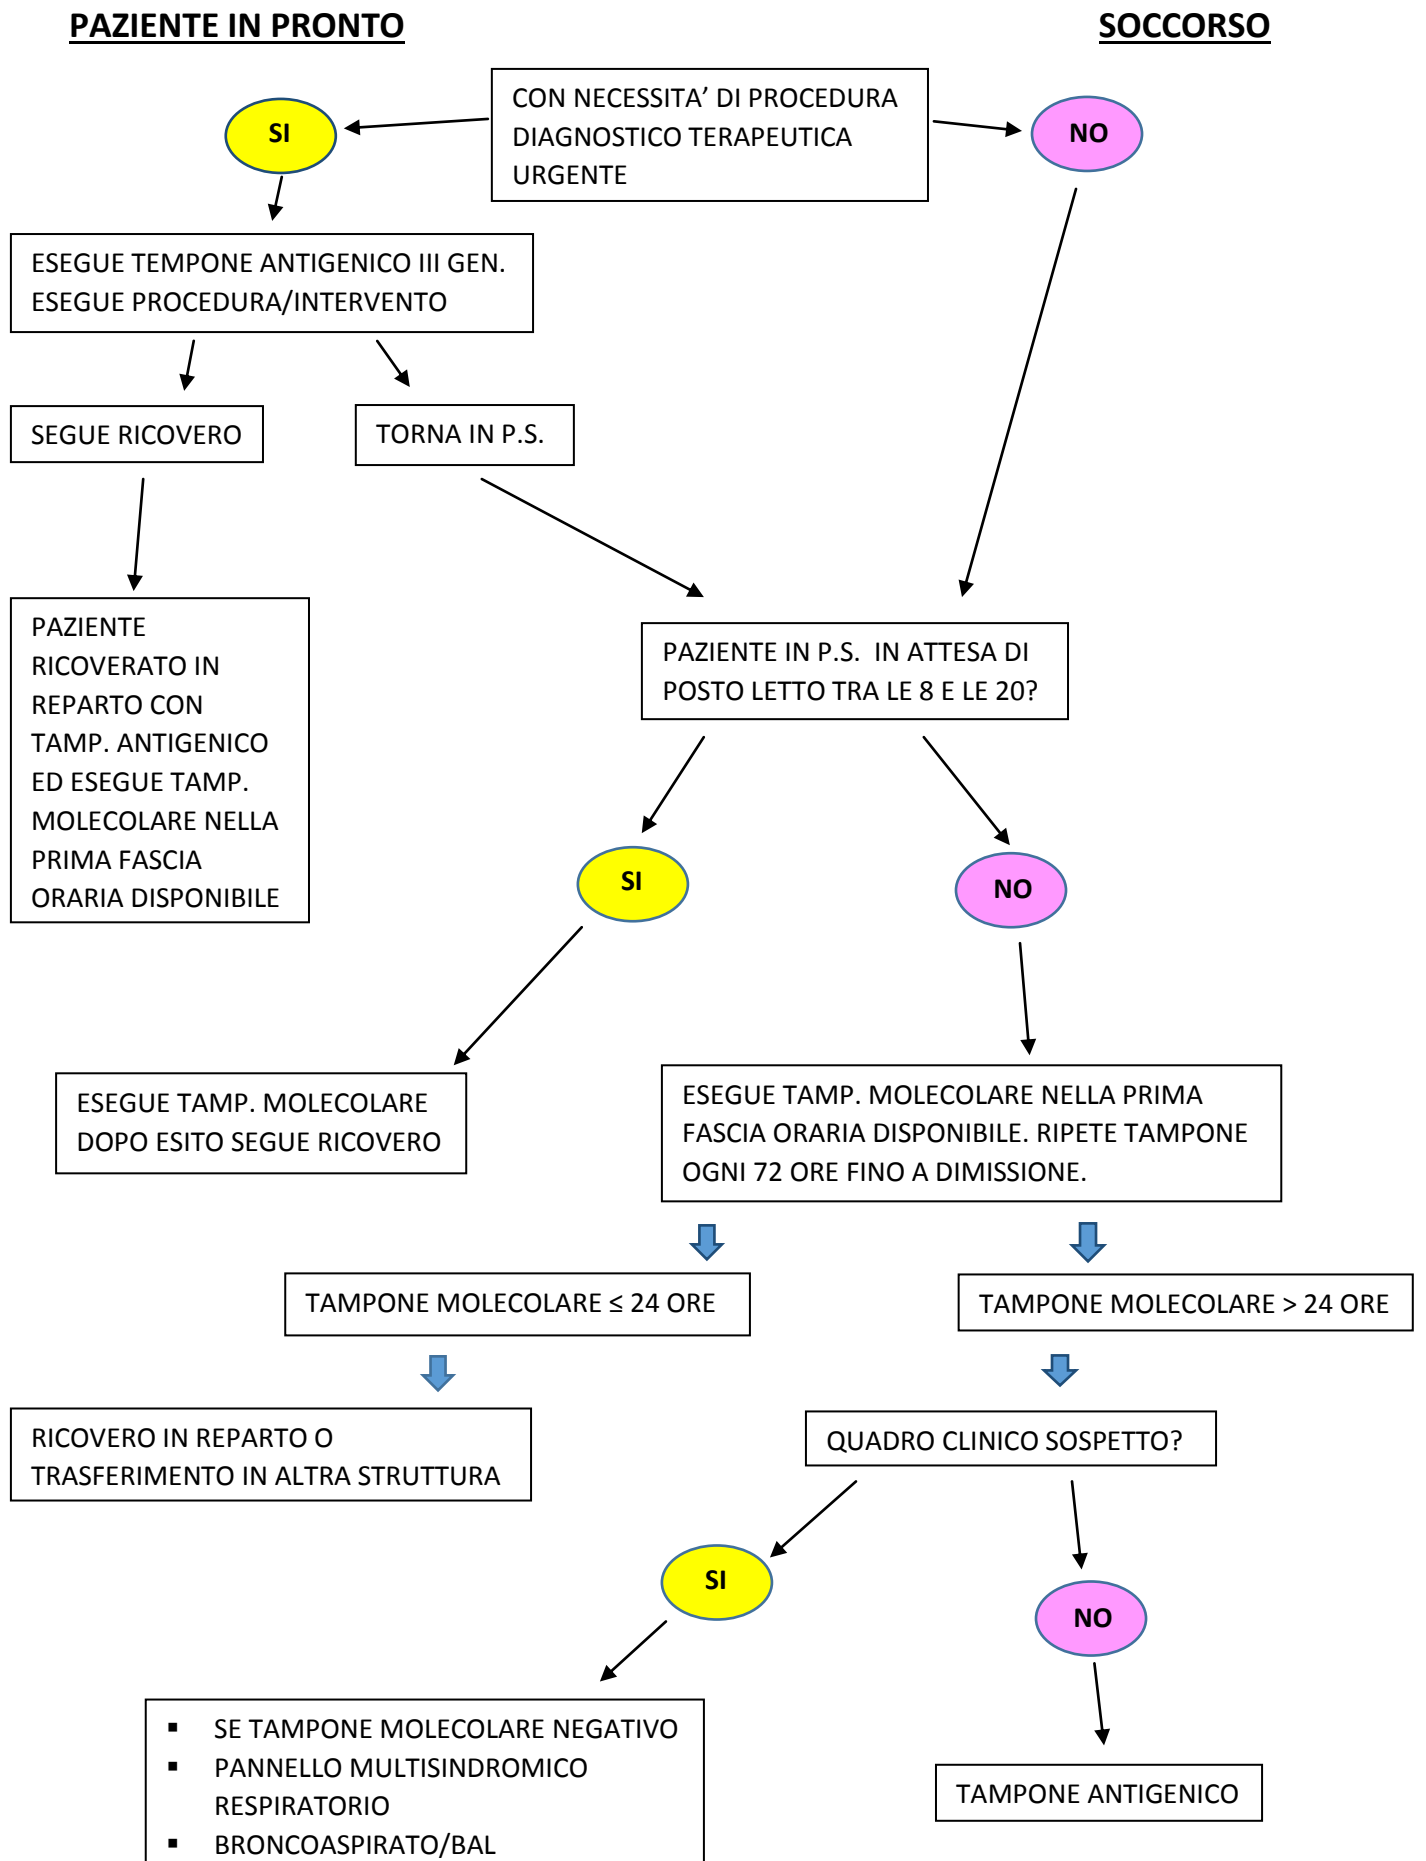 PAZIENTE IN PRONTO SOCCORSO
CON NECESSITA’ DI PROCEDURA
DIAGNOSTICO TERAPEUTICA
URGENTE
SI
NO
ESEGUE TEMPONE ANTIGENICO III GEN.
ESEGUE PROCEDURA/INTERVENTO
SEGUE RICOVERO
TORNA IN P.S.
PAZIENTE
RICOVERATO IN
REPARTO CON
TAMP. ANTIGENICO
ED ESEGUE TAMP.
MOLECOLARE NELLA
PRIMA FASCIA
ORARIA DISPONIBILE
PAZIENTE IN P.S. IN ATTESA DI
POSTO LETTO TRA LE 8 E LE 20?
SI
NO
ESEGUE TAMP. MOLECOLARE
DOPO ESITO SEGUE RICOVERO
ESEGUE TAMP. MOLECOLARE NELLA PRIMA
FASCIA ORARIA DISPONIBILE. RIPETE TAMPONE
OGNI 72 ORE FINO A DIMISSIONE.
TAMPONE MOLECOLARE ≤ 24 ORE
TAMPONE MOLECOLARE > 24 ORE
RICOVERO IN REPARTO O
TRASFERIMENTO IN ALTRA STRUTTURA
QUADRO CLINICO SOSPETTO?
SI
NO
▪ SE TAMPONE MOLECOLARE NEGATIVO
▪ PANNELLO MULTISINDROMICO
RESPIRATORIO
▪ BRONCOASPIRATO/BAL
TAMPONE ANTIGENICO